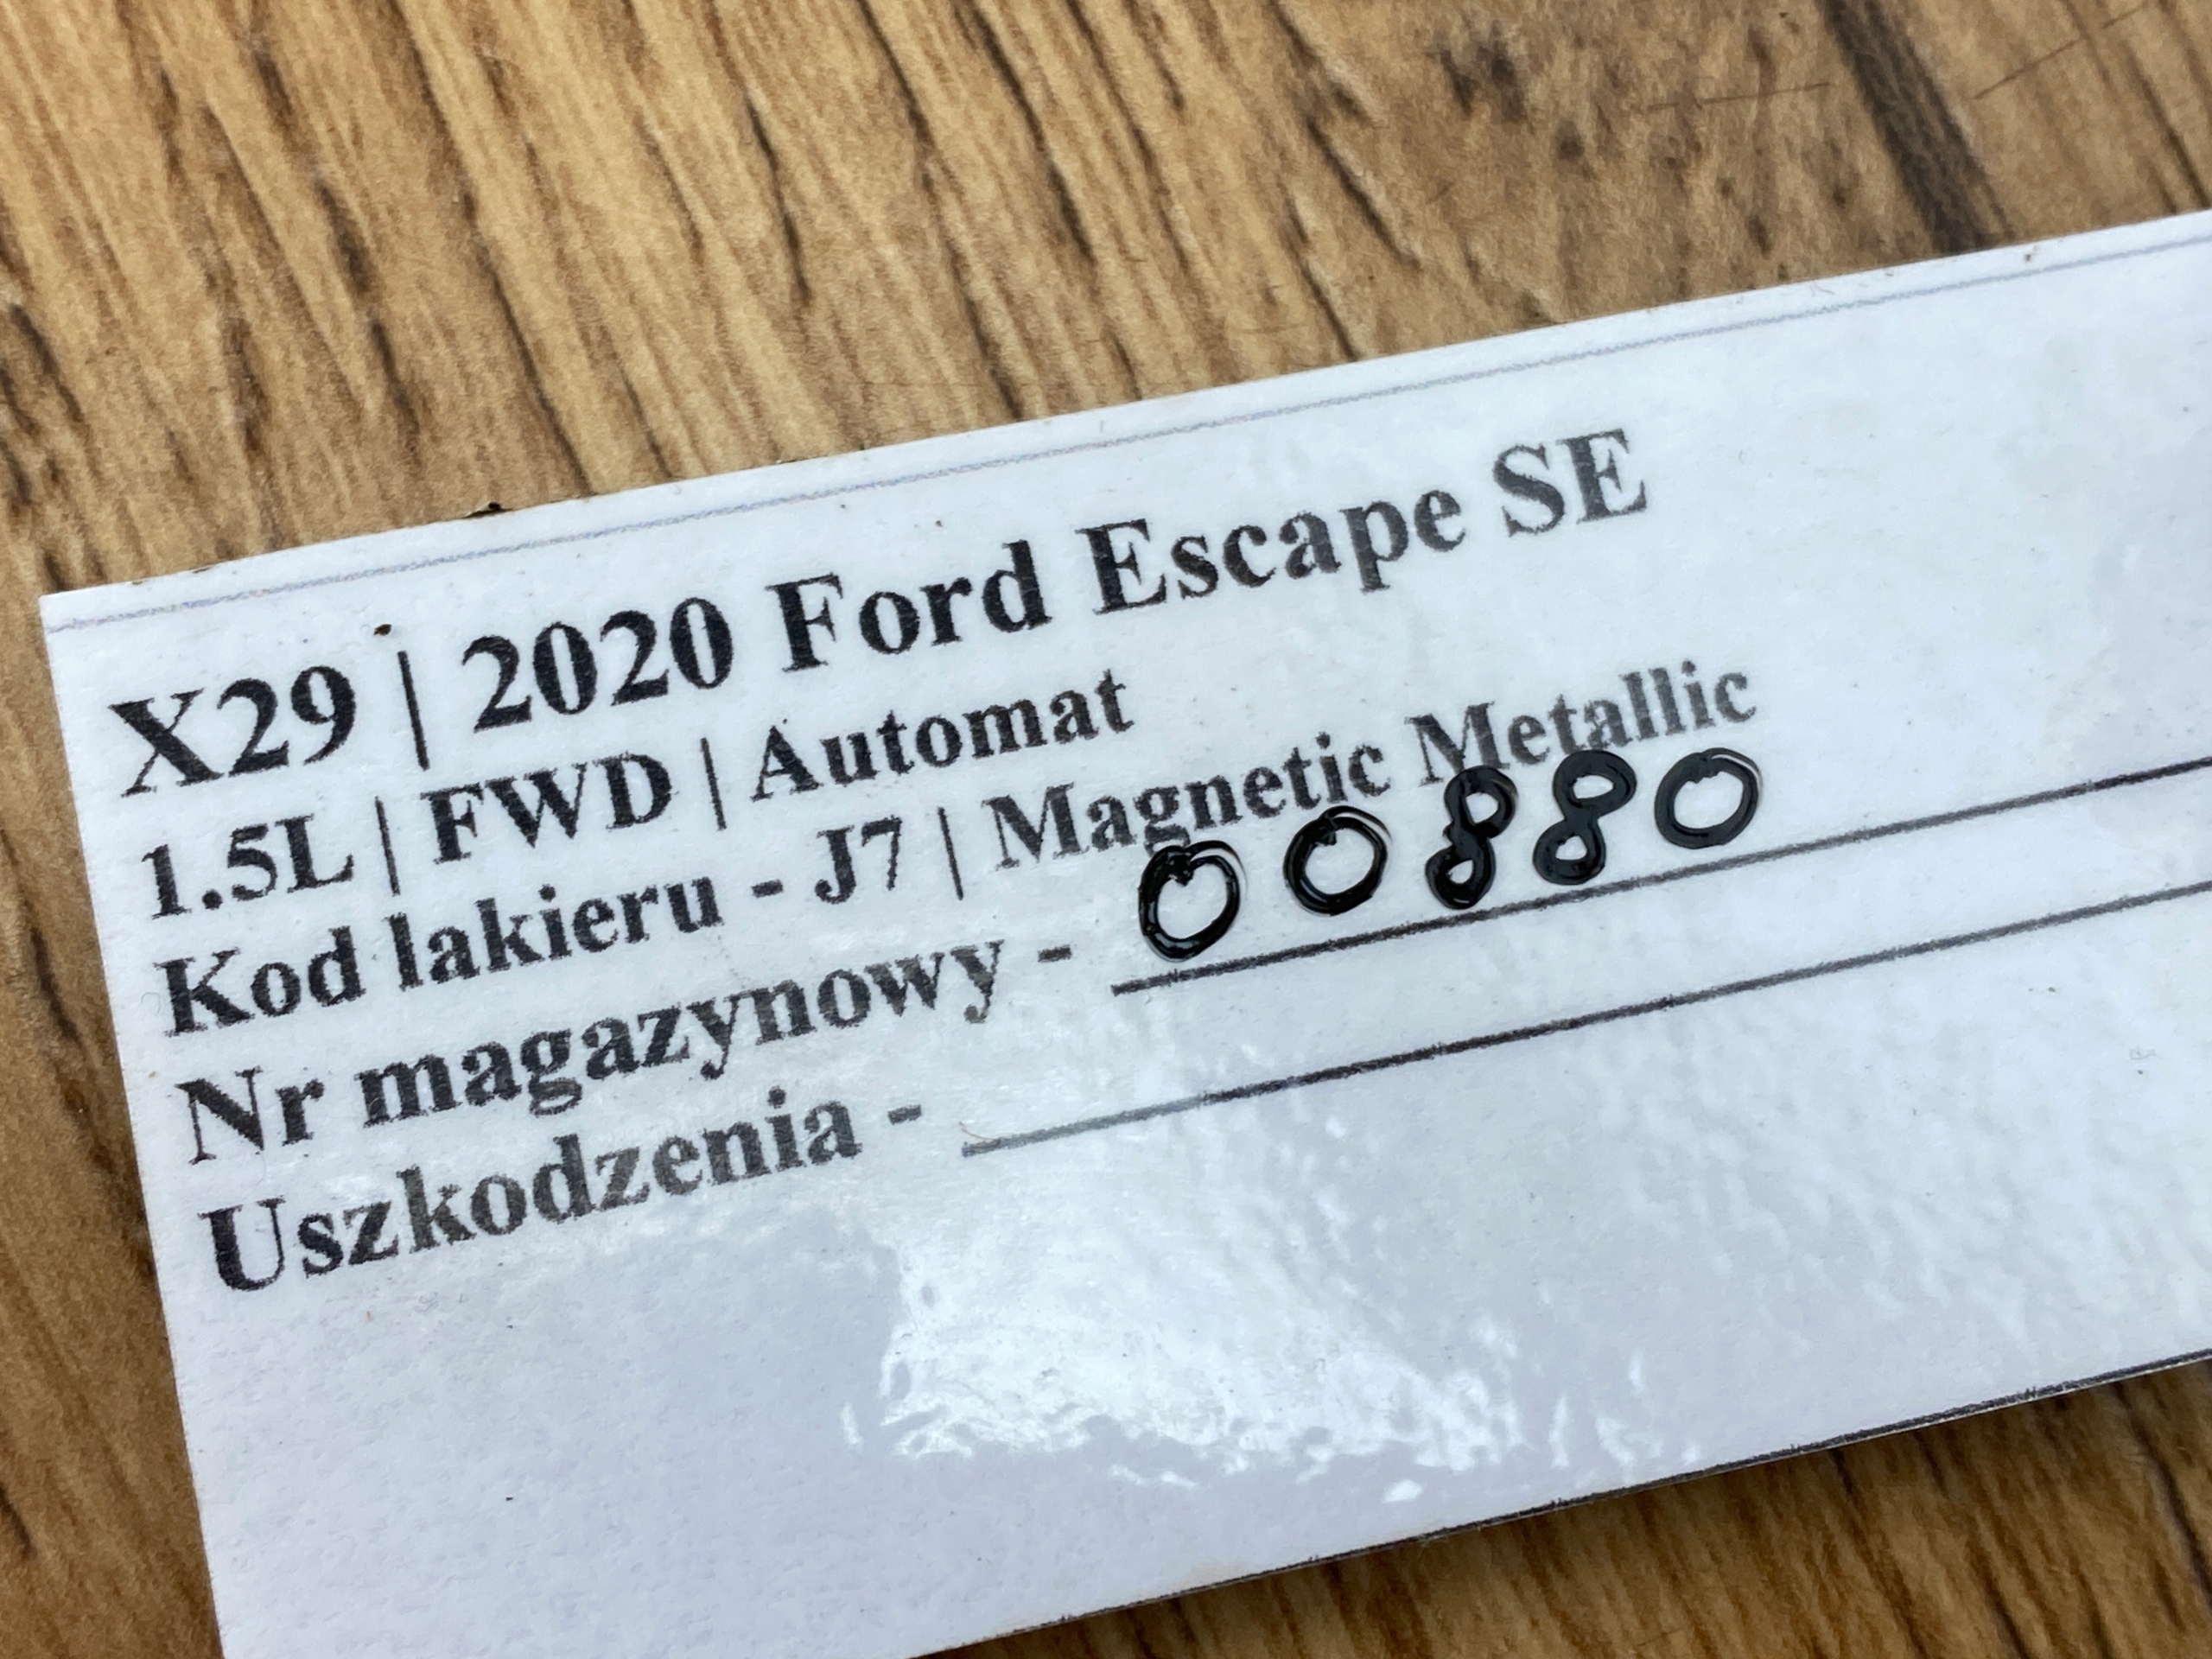 X29 | 2020 Ford Escape SE
1.5L | FWD | Automat
Kod lakieru - J7 | Magnetic Metallic
Nr magazynowy - 00880
Uszkodzenia -